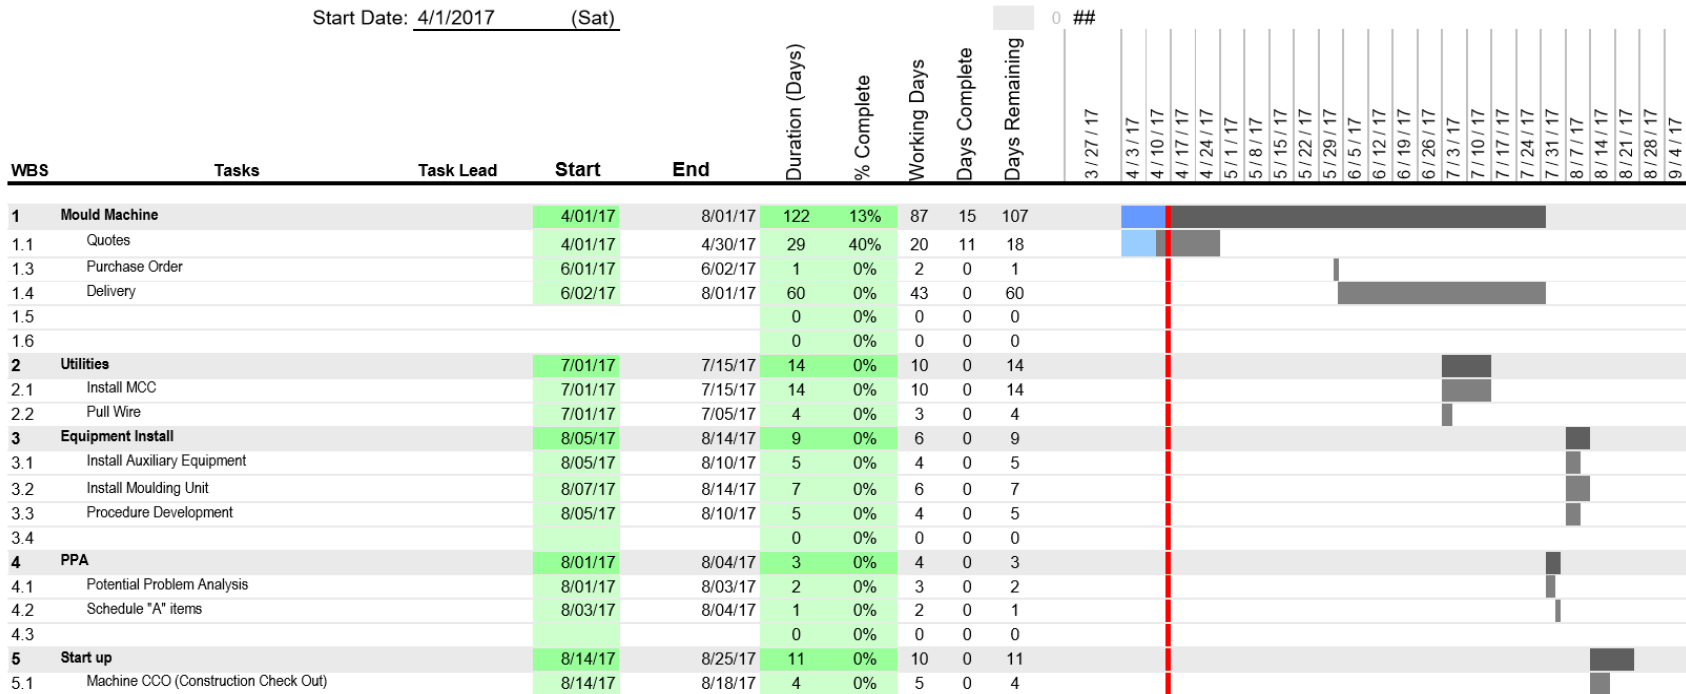 Start Date: 4/1/2017 (Sat) 0 ##
WBS Tasks Task Lead Start End Duration (Days) % Complete Working Days Days Complete Days Remaining 3 / 27 / 17 4 / 3 / 17 4 / 10 / 17 4 / 17 / 17 4 / 24 / 17 5 / 1 / 17 5 / 8 / 17 5 / 15 / 17 5 / 22 / 17 5 / 29 / 17 6 / 5 / 17 6 / 12 / 17 6 / 19 / 17 6 / 26 / 17 7 / 3 / 17 7 / 10 / 17 7 / 17 / 17 7 / 24 / 17 7 / 31 / 17 8 / 7 / 17 8 / 14 / 17 8 / 21 / 17 8 / 28 / 17 9 / 4 / 17
1 Mould Machine 4/01/17 8/01/17 122 13% 87 15 107
1.1 Quotes 4/01/17 4/30/17 29 40% 20 11 18
1.3 Purchase Order 6/01/17 6/02/17 1 0% 2 0 1
1.4 Delivery 6/02/17 8/01/17 60 0% 43 0 60
1.5 0 0% 0 0 0
1.6 0 0% 0 0 0
2 Utilities 7/01/17 7/15/17 14 0% 10 0 14
2.1 Install MCC 7/01/17 7/15/17 14 0% 10 0 14
2.2 Pull Wire 7/01/17 7/05/17 4 0% 3 0 4
3 Equipment Install 8/05/17 8/14/17 9 0% 6 0 9
3.1 Install Auxiliary Equipment 8/05/17 8/10/17 5 0% 4 0 5
3.2 Install Moulding Unit 8/07/17 8/14/17 7 0% 6 0 7
3.3 Procedure Development 8/05/17 8/10/17 5 0% 4 0 5
3.4 0 0% 0 0 0
4 PPA 8/01/17 8/04/17 3 0% 4 0 3
4.1 Potential Problem Analysis 8/01/17 8/03/17 2 0% 3 0 2
4.2 Schedule "A" items 8/03/17 8/04/17 1 0% 2 0 1
4.3 0 0% 0 0 0
5 Start up 8/14/17 8/25/17 11 0% 10 0 11
5.1 Machine CCO (Construction Check Out) 8/14/17 8/18/17 4 0% 5 0 4